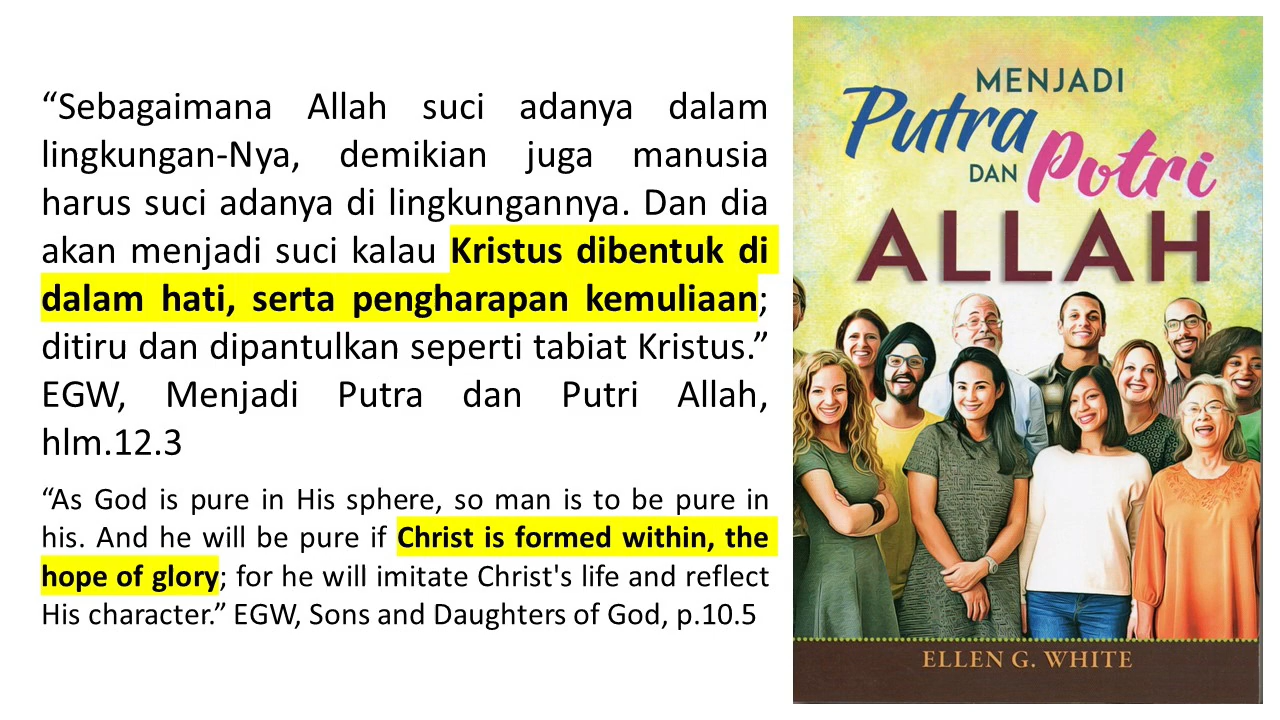 “Sebagaimana Allah suci adanya dalam
lingkungan-Nya, demikian juga manusia
harus suci adanya di lingkungannya. Dan dia
akan menjadi suci kalau Kristus dibentuk di
dalam hati, serta pengharapan kemuliaan;
ditiru dan dipantulkan seperti tabiat Kristus.”
EGW, Menjadi Putra dan Putri Allah,
hlm.12.3
“As God is pure in His sphere, so man is to be pure in
his. And he will be pure if Christ is formed within, the
hope of glory; for he will imitate Christ's life and reflect
His character.” EGW, Sons and Daughters of God, p.10.5
MENJADI
Putra
DAN Putri
ALLAH
ELLEN G. WHITE